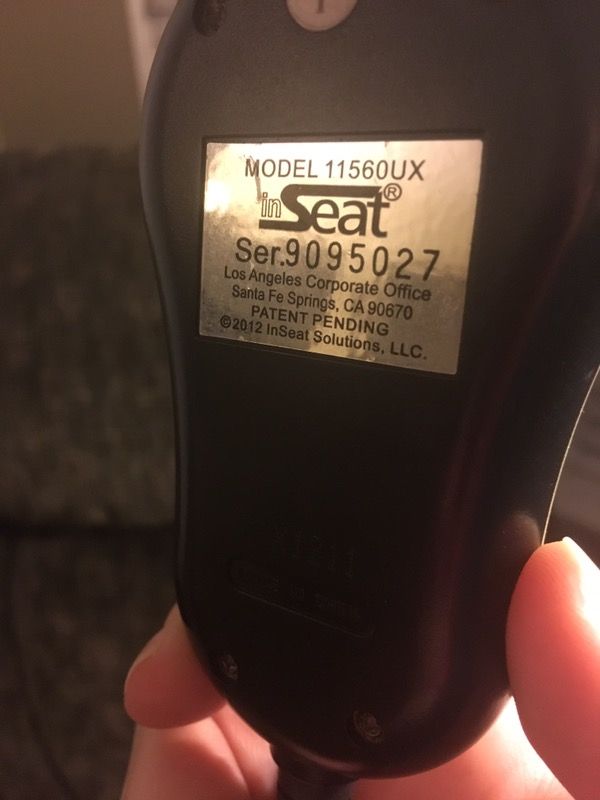 MODEL 11560UX
inSeat®
Ser.9095027
Los Angeles Corporate Office
Santa Fe Springs, CA 90670
PATENT PENDING
©2012 InSeat Solutions, LLC.